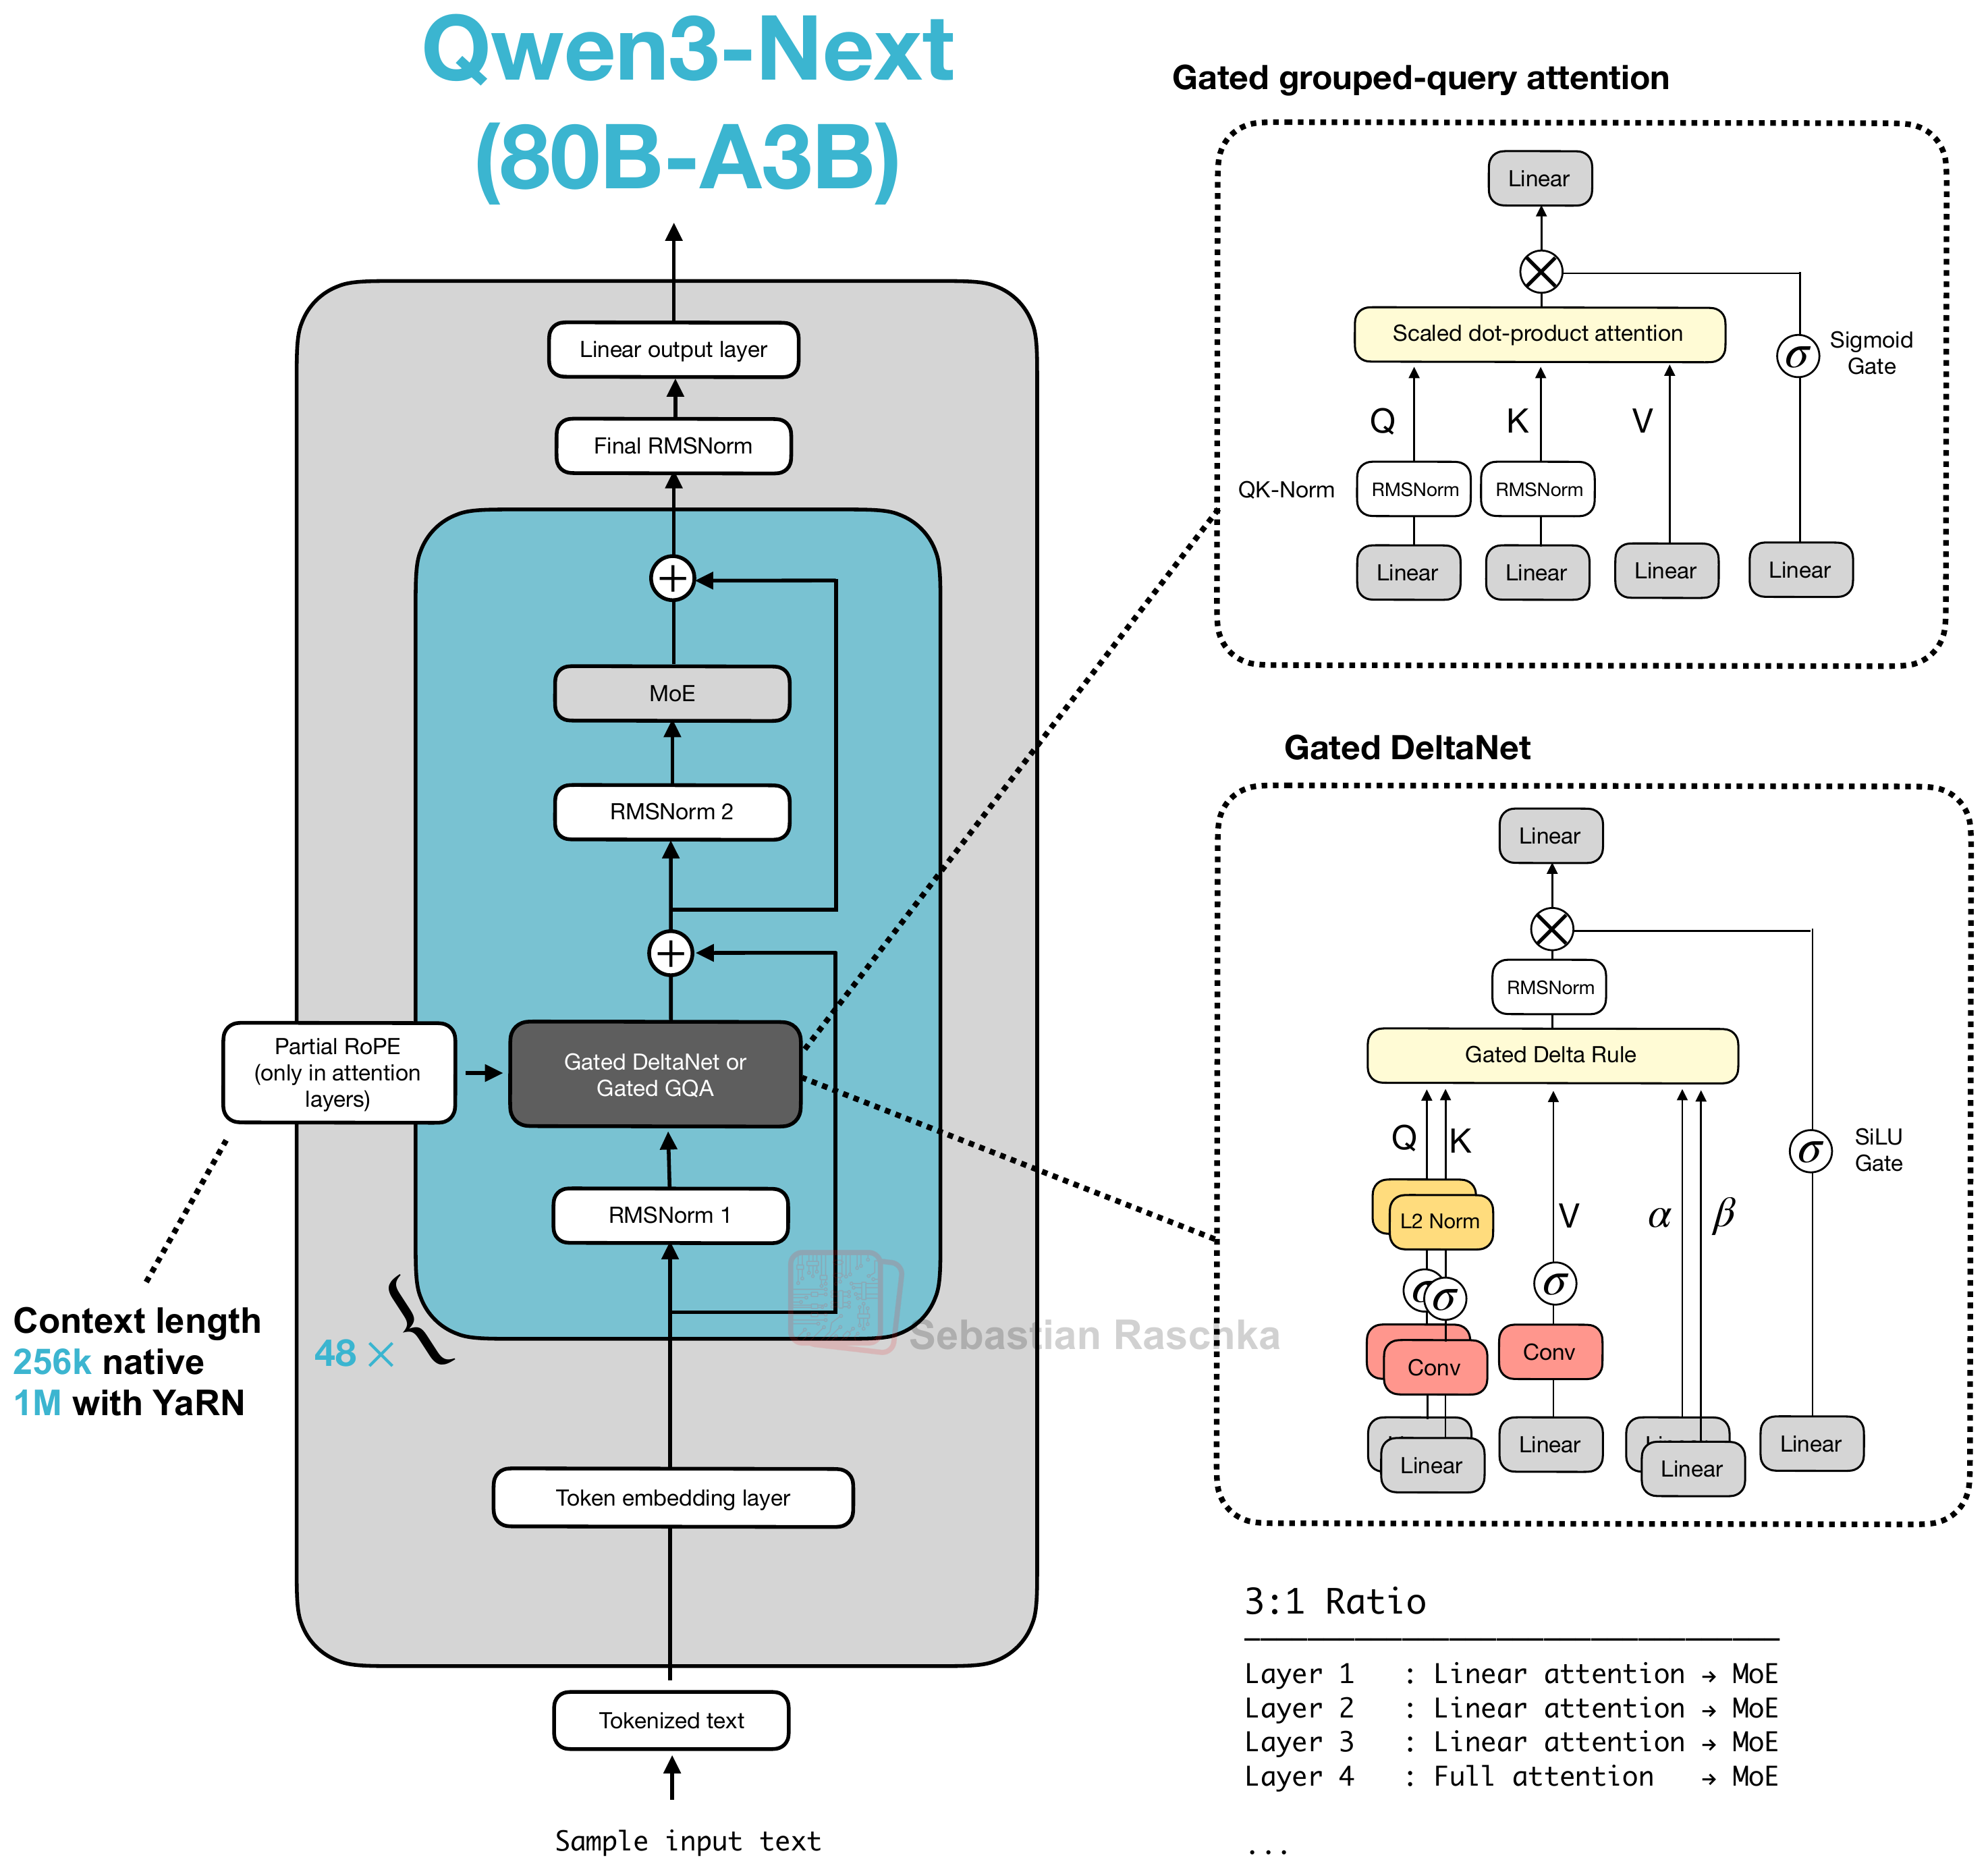 Qwen3-Next
(80B-A3B)
Linear output layer
Final RMSNorm
+
MoE
RMSNorm 2
+
Gated DeltaNet or
Gated GQA
Partial RoPE
(only in attention
layers)
RMSNorm 1
Context length
256k native
1M with YaRN
48 ×
Sebastian Raschka
Token embedding layer
Tokenized text
Sample input text
Gated grouped-query attention
Linear
Scaled dot-product attention
σ
Sigmoid
Gate
Q
K
V
QK-Norm
RMSNorm
RMSNorm
Linear
Linear
Linear
Linear
Gated DeltaNet
Linear
RMSNorm
Gated Delta Rule
Q
K
V
α
β
σ
SiLU
Gate
L2 Norm
σ
σ
σ
Conv
Conv
Linear
Linear
Linear
Linear
Linear
3:1 Ratio
Layer 1 : Linear attention → MoE
Layer 2 : Linear attention → MoE
Layer 3 : Linear attention → MoE
Layer 4 : Full attention → MoE
...